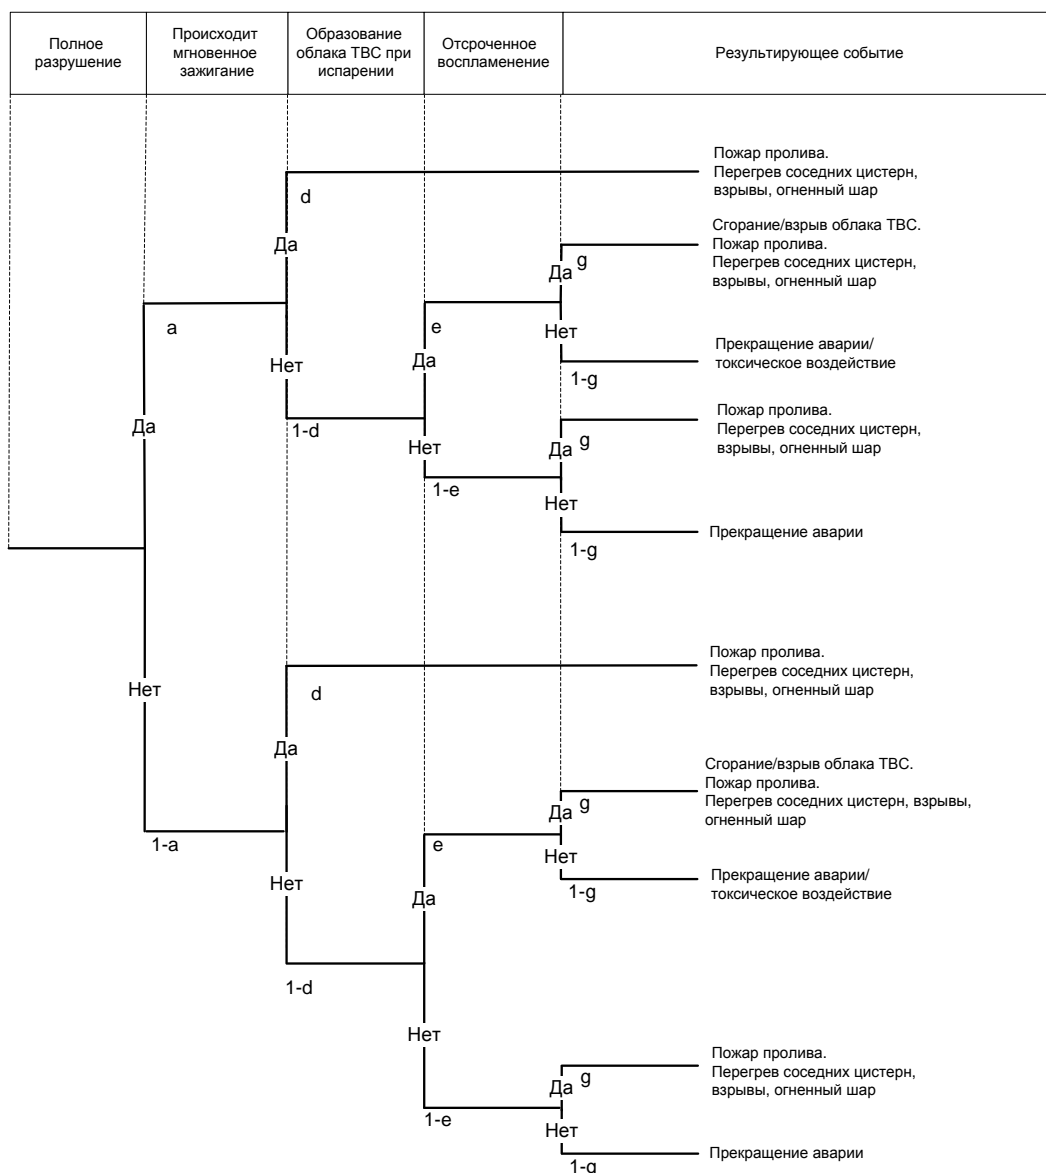 Полное
разрушение
Происходит
мгновенное
зажигание
Образование
облака ТВС при
испарении
Отсроченное
воспламенение
Результирующее событие
Пожар пролива.
Перегрев соседних цистерн,
взрывы, огненный шар
d
Сгорание/взрыв облака ТВС.
Пожар пролива.
Перегрев соседних цистерн,
взрывы, огненный шар
Да
g
Да
a
e
Нет
Нет
Да
Прекращение аварии/
токсическое воздействие
1-g
Пожар пролива.
Перегрев соседних цистерн,
взрывы, огненный шар
Да
1-d
Нет
Да
g
1-e
Нет
Прекращение аварии
1-g
Пожар пролива.
Перегрев соседних цистерн,
взрывы, огненный шар
Нет
d
Да
Сгорание/взрыв облака ТВС.
Пожар пролива.
Перегрев соседних цистерн, взрывы,
огненный шар
Да
g
1-a
e
Нет
Прекращение аварии/
токсическое воздействие
Нет
Да
1-g
1-d
Нет
Пожар пролива.
Перегрев соседних цистерн,
взрывы, огненный шар
Да
g
1-e
Нет
Прекращение аварии
1-g